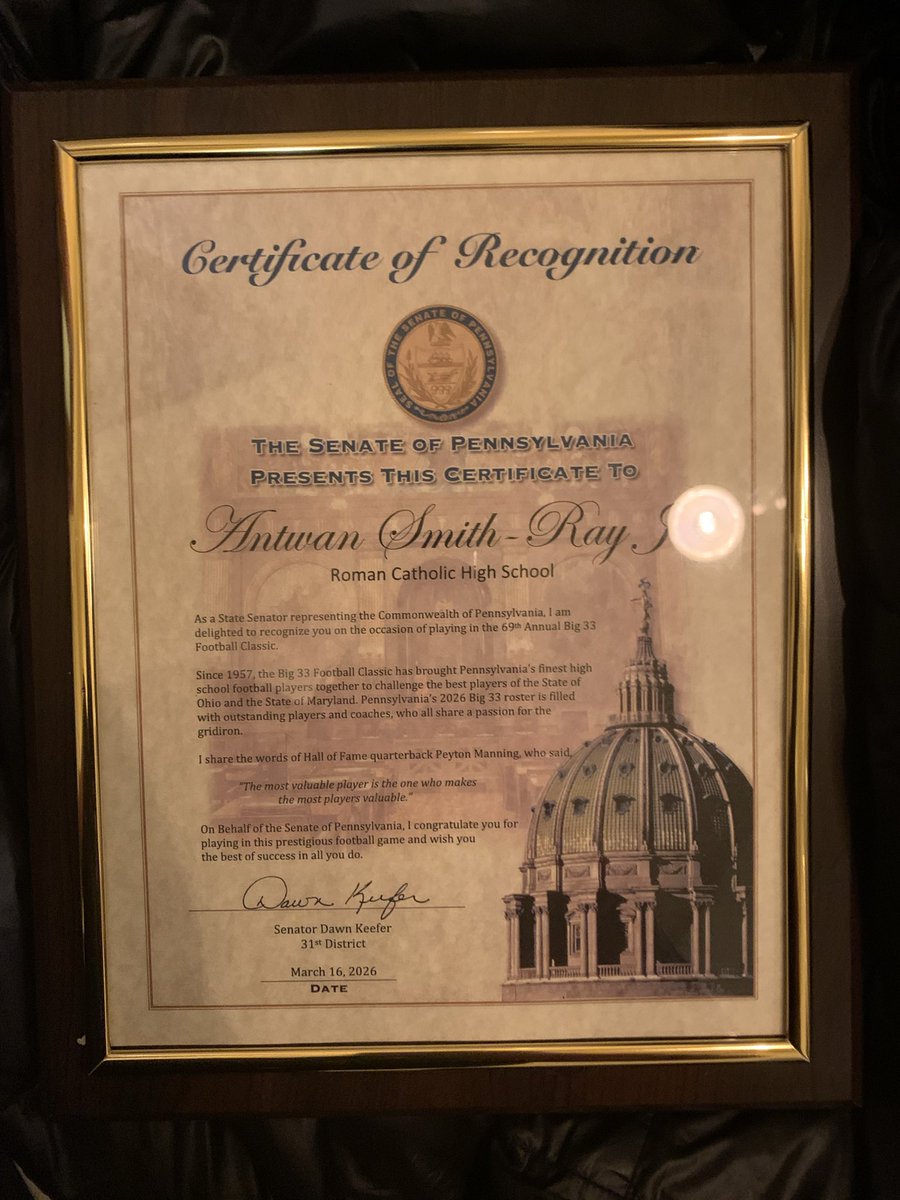 Certificate of Recognition
SEAL OF THE SENATE OF PENNSYLVANIA
THE SENATE OF PENNSYLVANIA
PRESENTS THIS CERTIFICATE TO
Antwan Smith-Ray
Roman Catholic High School
As a State Senator representing the Commonwealth of Pennsylvania, I am
delighted to recognize you on the occasion of playing in the 69th Annual Big 33
Football Classic.
Since 1957, the Big 33 Football Classic has brought Pennsylvania's finest high
school football players together to challenge the best players of the State of
Ohio and the State of Maryland. Pennsylvania's 2026 Big 33 roster is filled
with outstanding players and coaches, who all share a passion for the
gridiron.
I share the words of Hall of Fame quarterback Peyton Manning, who said,
"The most valuable player is the one who makes
the most players valuable."
On Behalf of the Senate of Pennsylvania, I congratulate you for
playing in this prestigious football game and wish you
the best of success in all you do.
Dawn Keefer
Senator Dawn Keefer
31st District
March 16, 2026
DATE